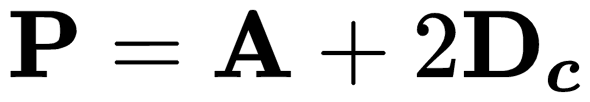 P = A + 2D_c